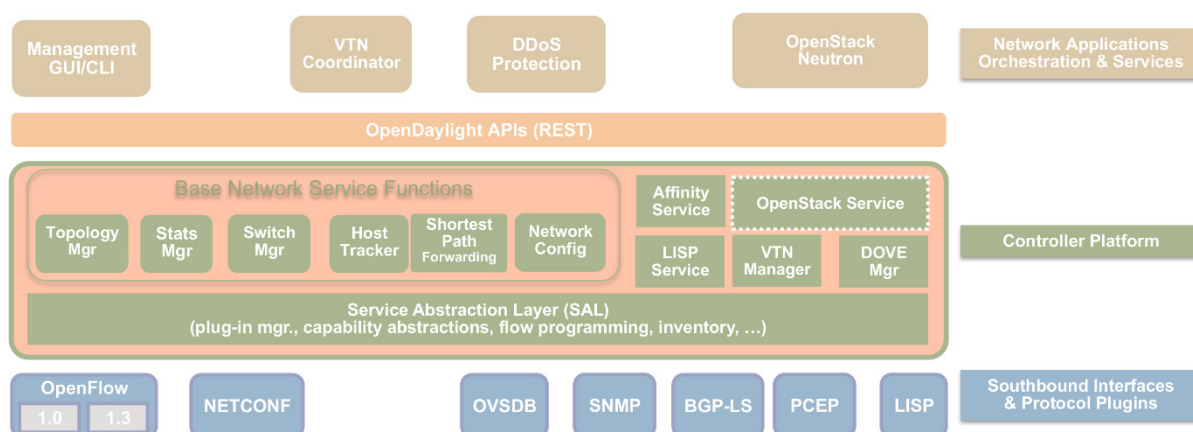 Management
GUI/CLI
VTN
Coordinator
DDoS
Protection
OpenStack
Neutron
Network Applications
Orchestration & Services
OpenDaylight APIs (REST)
Base Network Service Functions
Topology
Mgr
Stats
Mgr
Switch
Mgr
Host
Tracker
Shortest
Path
Forwarding
Network
Config
Affinity
Service
OpenStack Service
LISP
Service
VTN
Manager
DOVE
Mgr
Controller Platform
Service Abstraction Layer (SAL)
(plug-in mgr., capability abstractions, flow programming, inventory, …)
OpenFlow
1.0 1.3
NETCONF
OVSDB
SNMP
BGP-LS
PCEP
LISP
Southbound Interfaces
& Protocol Plugins